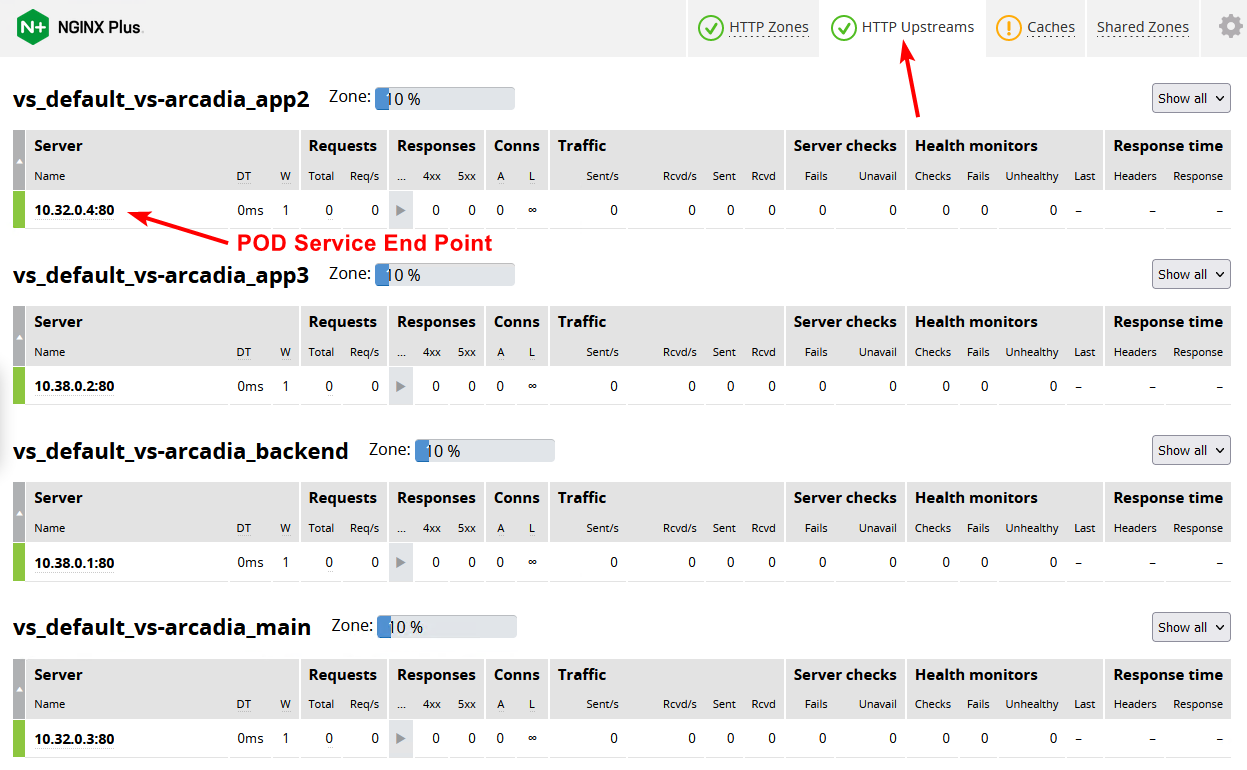 N+ NGINX Plus HTTP Zones HTTP Upstreams ! Caches Shared Zones
vs_default_vs-arcadia_app2 Zone: 10 % Show all
Server Requests Responses Conns Traffic Server checks Health monitors Response time
Name DT W Total Req/s ... 4xx 5xx A L Sent/s Rcvd/s Sent Rcvd Fails Unavail Checks Fails Unhealthy Last Headers Response
10.32.0.4:80 0ms 1 0 0 0 0 0 ∞ 0 0 0 0 0 0 0 0 0 – – –
POD Service End Point
vs_default_vs-arcadia_app3 Zone: 10 % Show all
Server Requests Responses Conns Traffic Server checks Health monitors Response time
Name DT W Total Req/s ... 4xx 5xx A L Sent/s Rcvd/s Sent Rcvd Fails Unavail Checks Fails Unhealthy Last Headers Response
10.38.0.2:80 0ms 1 0 0 0 0 0 ∞ 0 0 0 0 0 0 0 0 0 – – –
vs_default_vs-arcadia_backend Zone: 10 % Show all
Server Requests Responses Conns Traffic Server checks Health monitors Response time
Name DT W Total Req/s ... 4xx 5xx A L Sent/s Rcvd/s Sent Rcvd Fails Unavail Checks Fails Unhealthy Last Headers Response
10.38.0.1:80 0ms 1 0 0 0 0 0 ∞ 0 0 0 0 0 0 0 0 0 – – –
vs_default_vs-arcadia_main Zone: 10 % Show all
Server Requests Responses Conns Traffic Server checks Health monitors Response time
Name DT W Total Req/s ... 4xx 5xx A L Sent/s Rcvd/s Sent Rcvd Fails Unavail Checks Fails Unhealthy Last Headers Response
10.32.0.3:80 0ms 1 0 0 0 0 0 ∞ 0 0 0 0 0 0 0 0 0 – – –